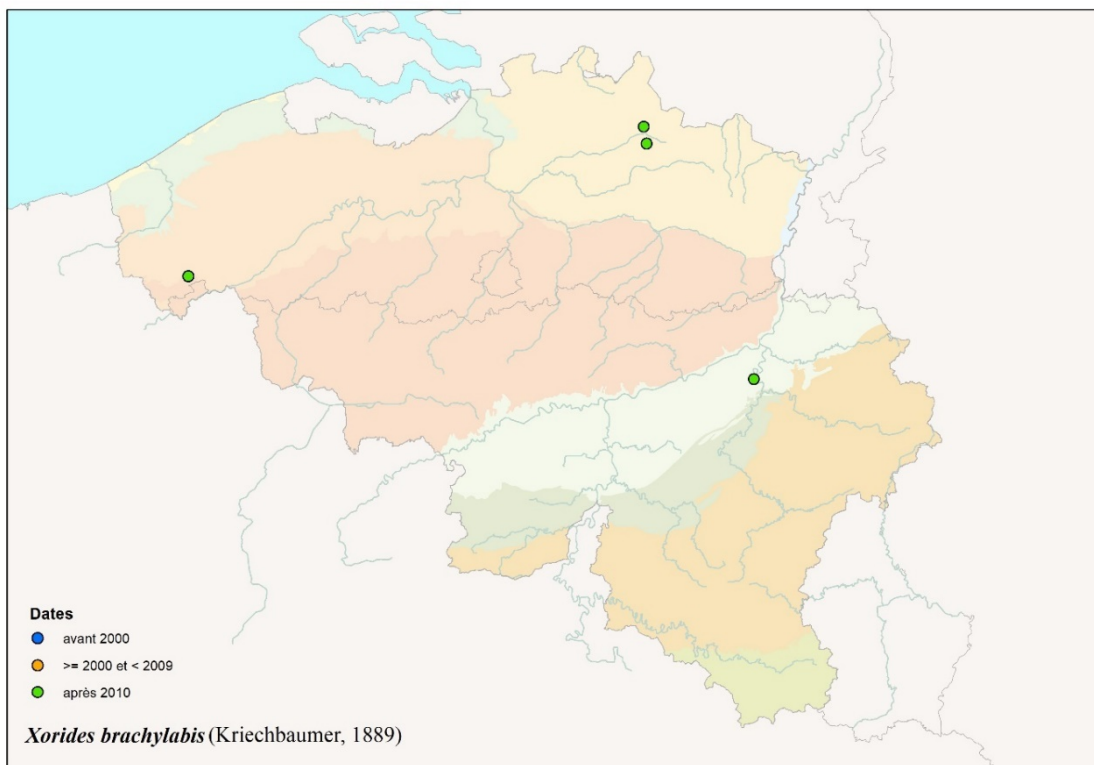 Dates
avant 2000
>= 2000 et < 2009
après 2010
Xorides brachylabis (Kriechbaumer, 1889)